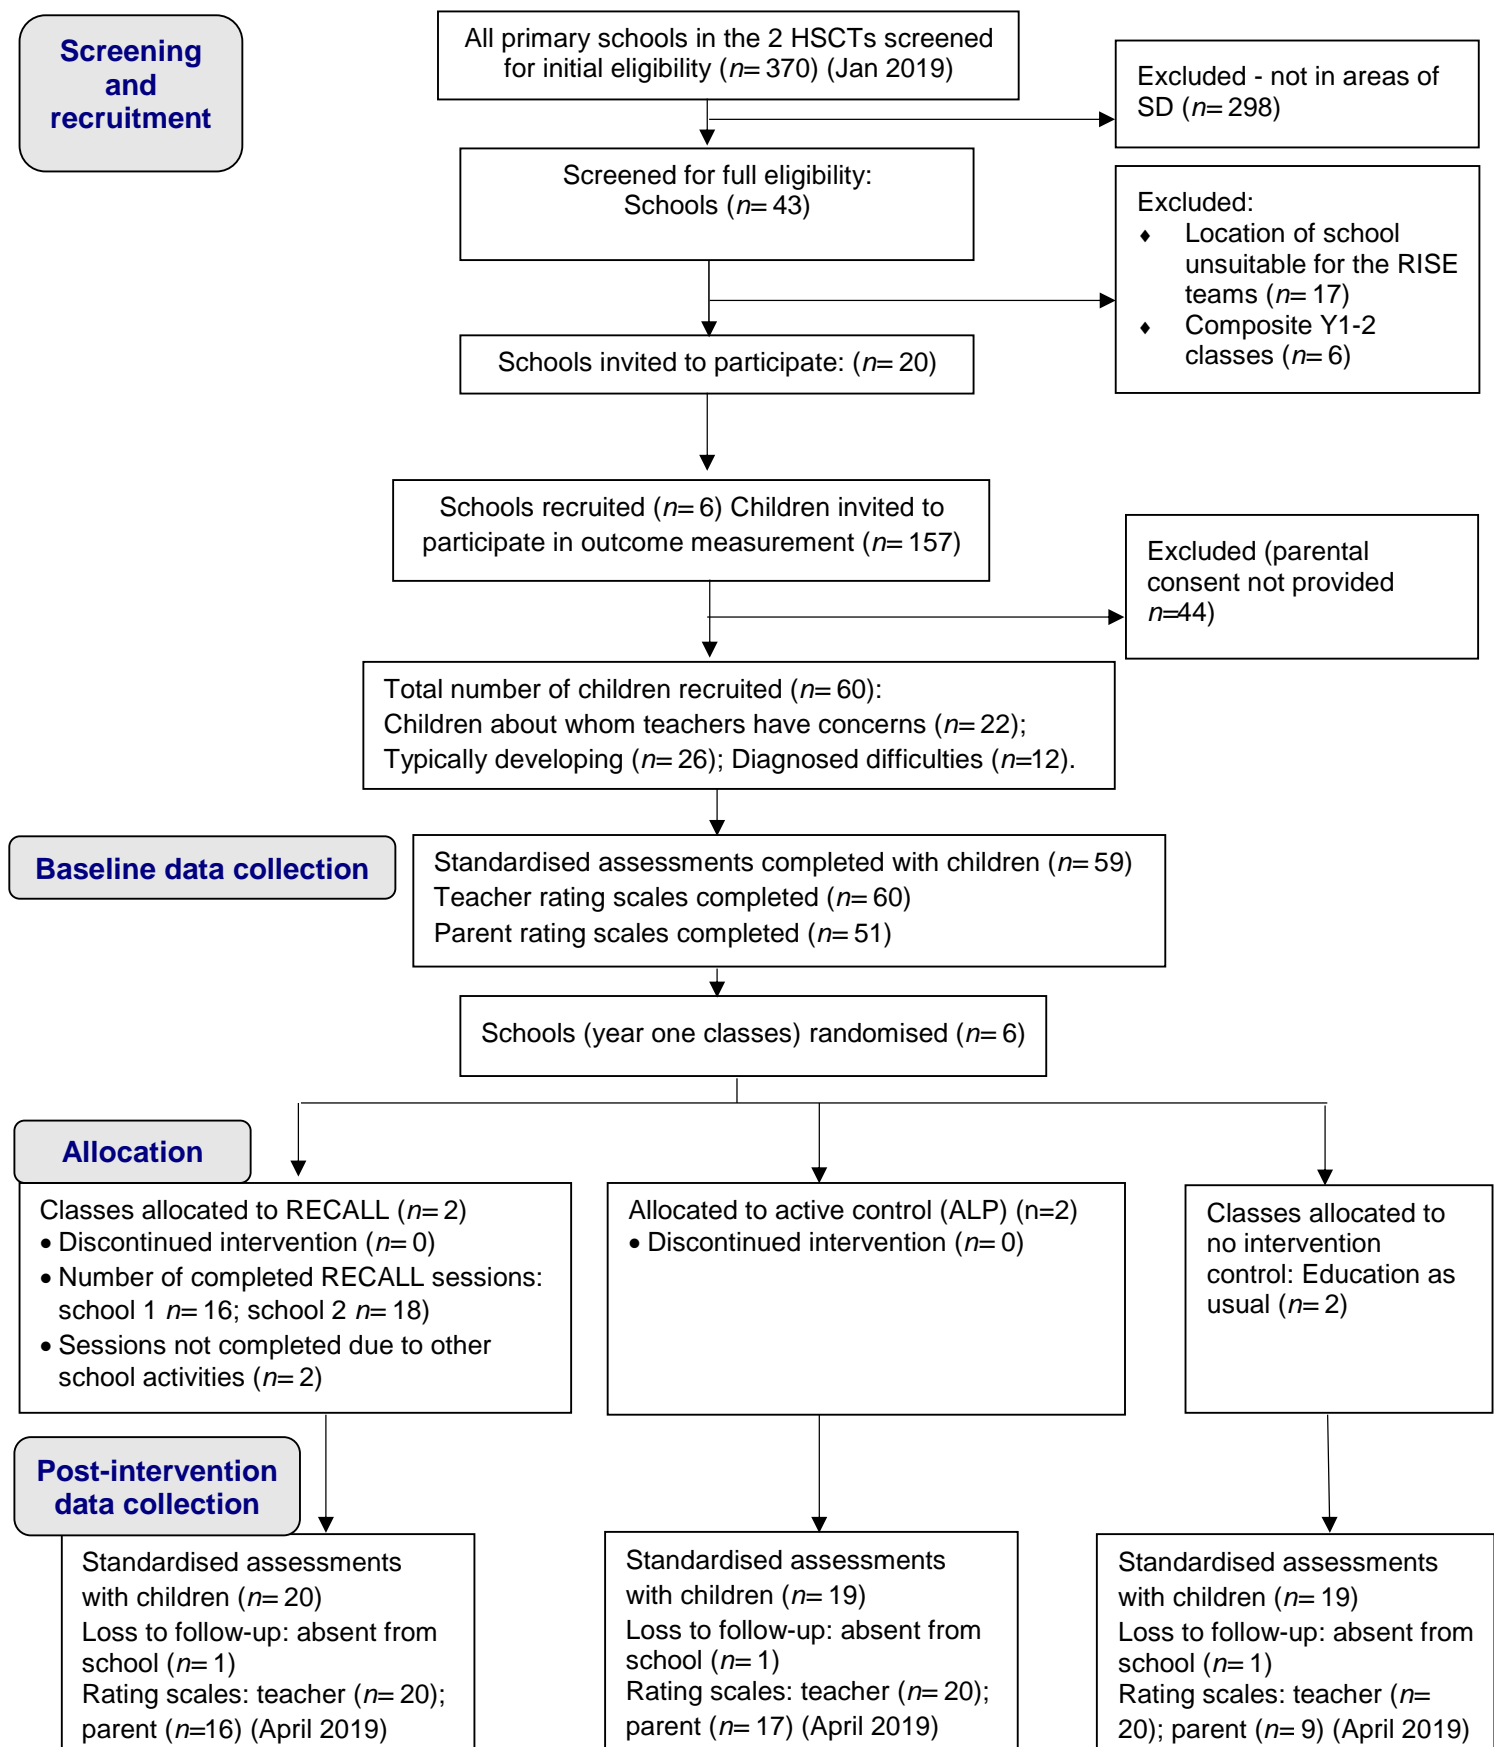 Screening
and
recruitment
All primary schools in the 2 HSCTs screened
for initial eligibility (n= 370) (Jan 2019)
Excluded - not in areas of
SD (n= 298)
Screened for full eligibility:
Schools (n= 43)
Excluded:
♦ Location of school
unsuitable for the RISE
teams (n= 17)
♦ Composite Y1-2
classes (n= 6)
Schools invited to participate: (n= 20)
Schools recruited (n= 6) Children invited to
participate in outcome measurement (n= 157)
Excluded (parental
consent not provided
n=44)
Total number of children recruited (n= 60):
Children about whom teachers have concerns (n= 22);
Typically developing (n= 26); Diagnosed difficulties (n=12).
Baseline data collection
Standardised assessments completed with children (n= 59)
Teacher rating scales completed (n= 60)
Parent rating scales completed (n= 51)
Schools (year one classes) randomised (n= 6)
Allocation
Classes allocated to RECALL (n= 2)
• Discontinued intervention (n= 0)
• Number of completed RECALL sessions:
school 1 n= 16; school 2 n= 18)
• Sessions not completed due to other
school activities (n= 2)
Allocated to active control (ALP) (n=2)
• Discontinued intervention (n= 0)
Classes allocated to
no intervention
control: Education as
usual (n= 2)
Post-intervention
data collection
Standardised assessments
with children (n= 20)
Loss to follow-up: absent from
school (n= 1)
Rating scales: teacher (n= 20);
parent (n=16) (April 2019)
Standardised assessments
with children (n= 19)
Loss to follow-up: absent from
school (n= 1)
Rating scales: teacher (n= 20);
parent (n= 17) (April 2019)
Standardised assessments
with children (n= 19)
Loss to follow-up: absent from
school (n= 1)
Rating scales: teacher (n=
20); parent (n= 9) (April 2019)